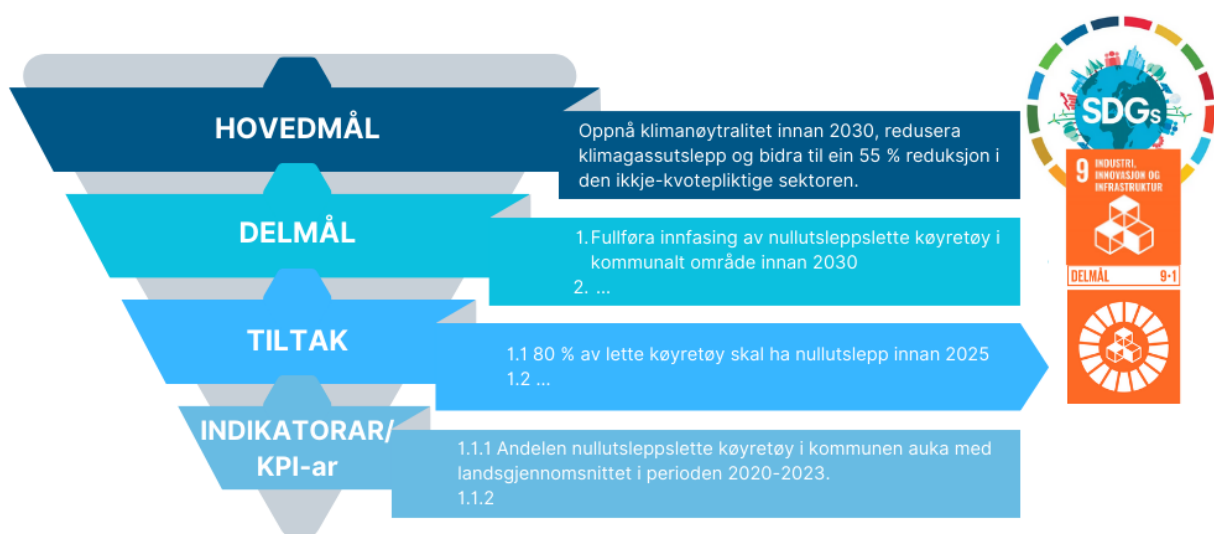 HOVEDMÅL
Oppnå klimanøytralitet innan 2030, redusera
klimagassutslepp og bidra til ein 55 % reduksjon i
den ikkje-kvotepliktige sektoren.
DELMÅL
1. Fullføra innfasing av nullutsleppslette køyretøy i
kommunalt område innan 2030
2. ...
TILTAK
1.1 80 % av lette køyretøy skal ha nullutslepp innan 2025
1.2 ...
INDIKATORAR/
KPI-ar
1.1.1 Andelen nullutsleppslette køyretøy i kommunen auka med
landsgjennomsnittet i perioden 2020-2023.
1.1.2
SDGs
9 INDUSTRI,
INNOVASJON OG
INFRASTRUKTUR
DELMÅL 9·1